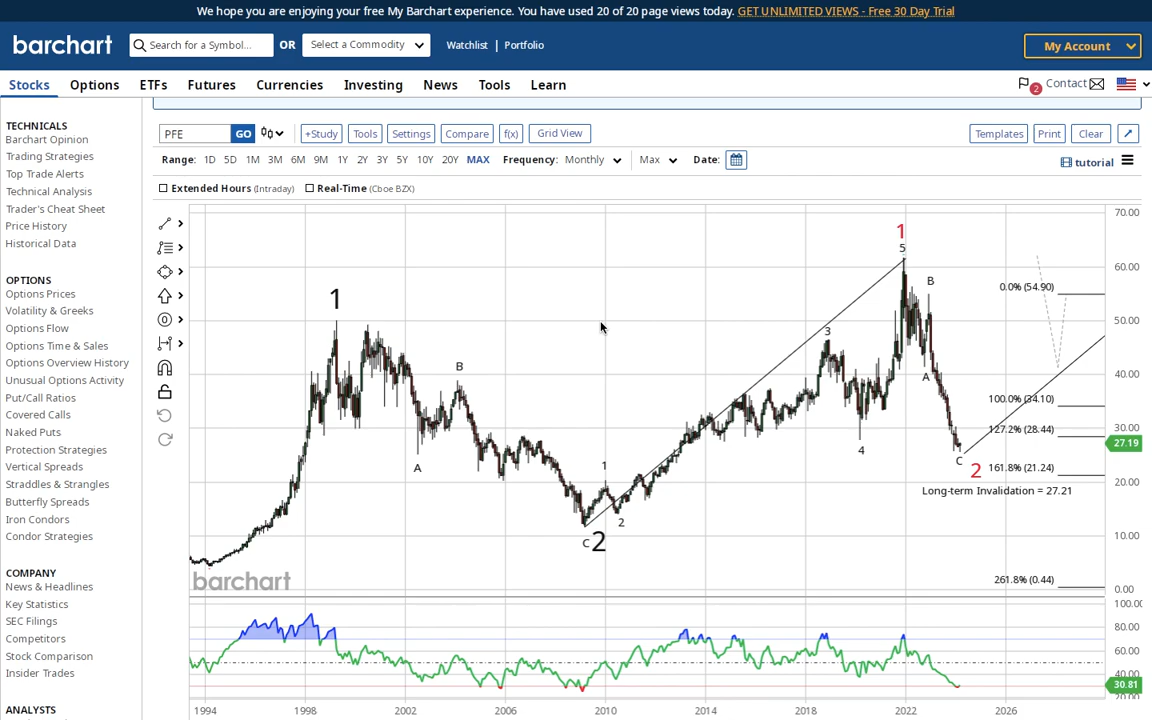 We hope you are enjoying your free My Barchart experience. You have used 20 of 20 page views today. GET UNLIMITED VIEWS - Free 30 Day Trial
barchart Search for a Symbol... OR Select a Commodity Watchlist | Portfolio My Account
Stocks Options ETFs Futures Currencies Investing News Tools Learn 2 Contact
TECHNICALS
Barchart Opinion
Trading Strategies
Top Trade Alerts
Technical Analysis
Trader's Cheat Sheet
Price History
Historical Data
OPTIONS
Options Prices
Volatility & Greeks
Options Flow
Options Time & Sales
Options Overview History
Unusual Options Activity
Put/Call Ratios
Covered Calls
Naked Puts
Protection Strategies
Vertical Spreads
Straddles & Strangles
Butterfly Spreads
Iron Condors
Condor Strategies
COMPANY
News & Headlines
Key Statistics
SEC Filings
Competitors
Stock Comparison
Insider Trades
ANALYSTS
PFE GO +Study Tools Settings Compare f(x) Grid View Templates Print Clear
Range: 1D 5D 1M 3M 6M 9M 1Y 2Y 3Y 5Y 10Y 20Y MAX Frequency: Monthly Max Date: tutorial
Extended Hours (Intraday) Real-Time (Cboe BZX)
70.00
1
5
60.00
B
0.0% (54.90)
1
50.00
3
B
A
40.00
100.0% (34.10)
127.2% (28.44)
30.00
27.19
4
C
A
1
2
161.8% (21.24)
20.00
Long-term Invalidation = 27.21
2
C
2
10.00
barchart
261.8% (0.44)
0.00
100.00
80.00
60.00
40.00
30.81
20.00
1994 1998 2002 2006 2010 2014 2018 2022 2026